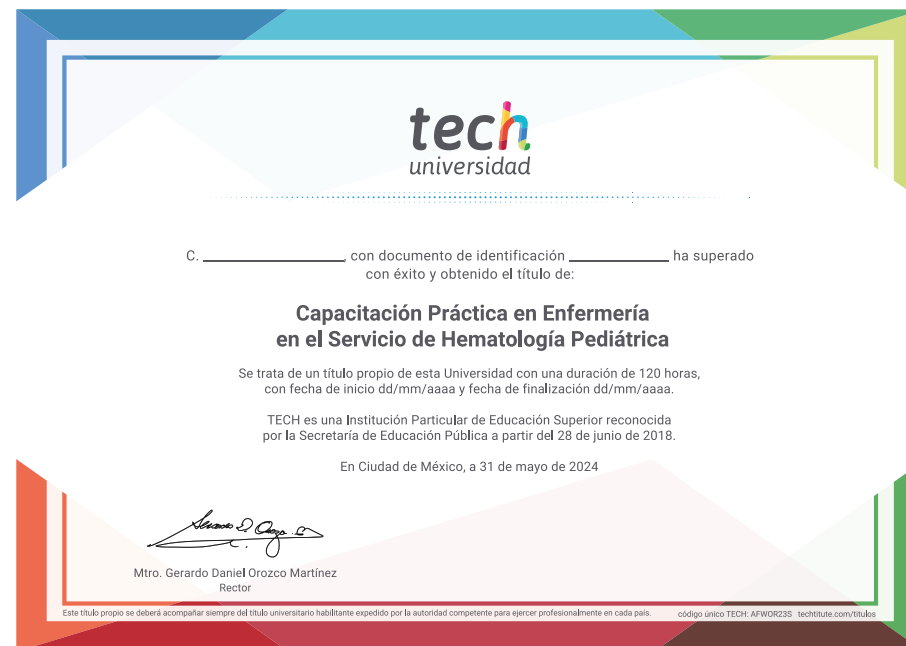 tech
universidad
C. ____________, con documento de identificación ____________ ha superado
con éxito y obtenido el título de:
Capacitación Práctica en Enfermería
en el Servicio de Hematología Pediátrica
Se trata de un título propio de esta Universidad con una duración de 120 horas,
con fecha de inicio dd/mm/aaaa y fecha de finalización dd/mm/aaaa.
TECH es una Institución Particular de Educación Superior reconocida
por la Secretaría de Educación Pública a partir del 28 de junio de 2018.
En Ciudad de México, a 31 de mayo de 2024
Mtro. Gerardo Daniel Orozco Martínez
Rector
Este título propio se deberá acompañar siempre del título universitario habilitante expedido por la autoridad competente para ejercer profesionalmente en cada país. código único TECH: AFWOR23S techtitute.com/titulos